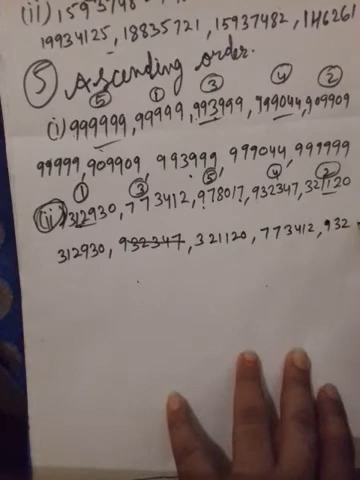 (ii) 1593748
19934125, 18835721, 15937482, 146261
⑤ Ascending order.
⑤ ① ③ ④ ②
(i) 999999, 99999, 993999, 999044, 909909
99999, 909909, 993999, 999044, 999999
① ③ ⑤ ④ ②
(ii) 312930, 773412, 978017, 932347, 321120
312930, 932347, 321120, 773412, 932